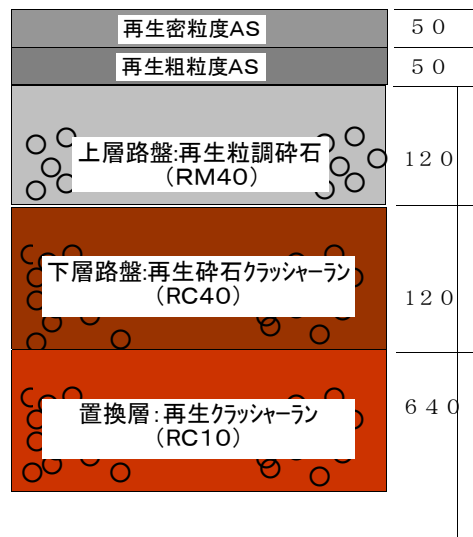 再生密粒度AS
５０
再生粗粒度AS
５０
上層路盤:再生粒調砕石
（RM40）
１２０
下層路盤:再生砕石クラッシャーラン
（RC40）
１２０
置換層：再生クラッシャーラン
（RC10）
６４０